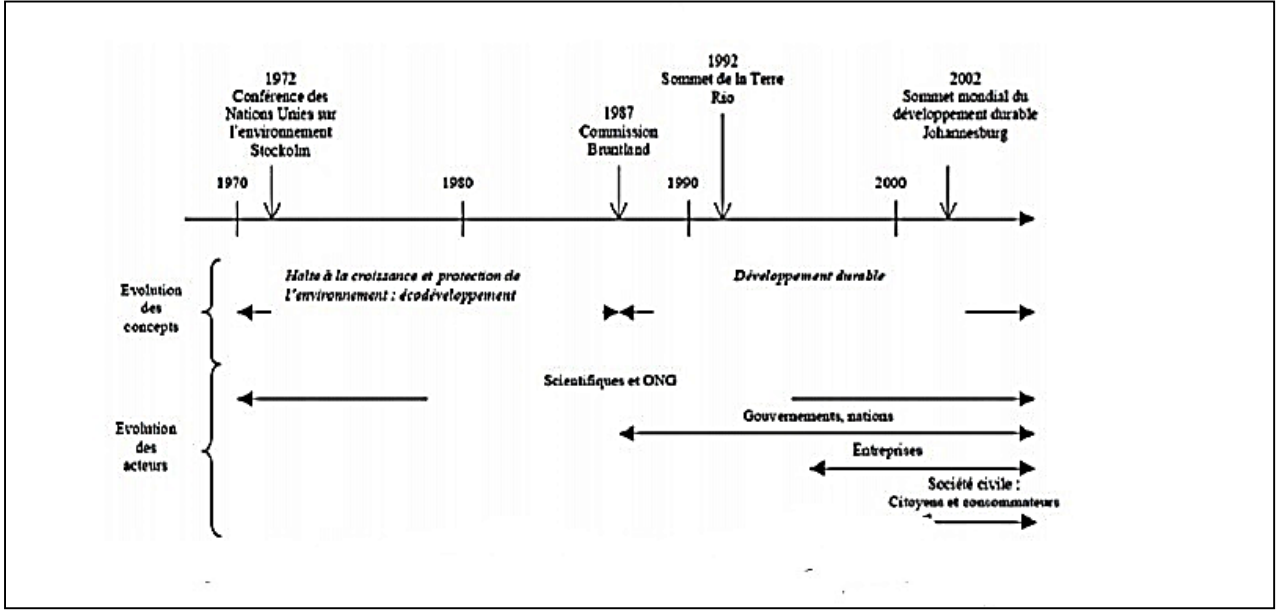 1972
Conférence des
Nations Unies sur
l'environnement
Stockolm
1987
Commission
Bruntland
1992
Sommet de la Terre
Rio
2002
Sommet mondial du
développement durable
Johannesburg
1970
1980
1990
2000
Evolution
des
concepts
Halte à la croissance et protection de
l'environnement : écodéveloppement
Développement durable
Evolution
des
acteurs
Scientifiques et ONG
Gouvernements, nations
Entreprises
Société civile :
Citoyens et consommateurs